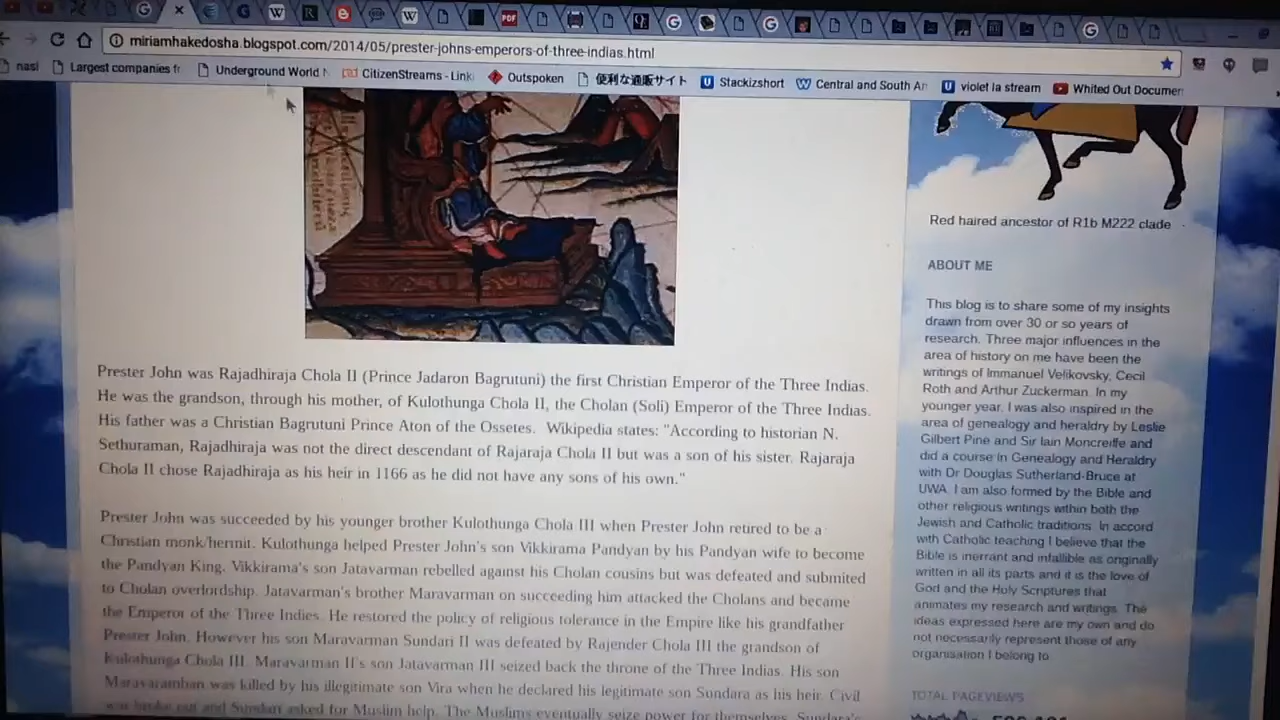 miriamhakedosha.blogspot.com/2014/05/prester-johns-emperors-of-three-indias.html
nasl
Largest companies fr
Underground World N
CitizenStreams - Link
Outspoken
便利な通販サイト
Stackizshort
Central and South Am
violet la stream
Whited Out Documen
Prester John was Rajadhiraja Chola II (Prince Jadaron Bagrutuni) the first Christian Emperor of the Three Indias.
He was the grandson, through his mother, of Kulothunga Chola II, the Cholan (Soli) Emperor of the Three Indias.
His father was a Christian Bagrutuni Prince Aton of the Ossetes. Wikipedia states: "According to historian N.
Sethuraman, Rajadhiraja was not the direct descendant of Rajaraja Chola II but was a son of his sister. Rajaraja
Chola II chose Rajadhiraja as his heir in 1166 as he did not have any sons of his own."
Prester John was succeeded by his younger brother Kulothunga Chola III when Prester John retired to be a
Christian monk/hermit. Kulothunga helped Prester John's son Vikkirama Pandyan by his Pandyan wife to become
the Pandyan King. Vikkirama's son Jatavarman rebelled against his Cholan cousins but was defeated and submited
to Cholan overlordship. Jatavarman's brother Maravarman on succeeding him attacked the Cholans and became
the Emperor of the Three Indias. He restored the policy of religious tolerance in the Empire like his grandfather
Prester John. However his son Maravarman Sundari II was defeated by Rajender Chola III the grandson of
Kulothunga Chola III. Maravarman II's son Jatavarman III seized back the throne of the Three Indias. His son
Maravaramban was killed by his illegitimate son Vira when he declared his legitimate son Sundara as his heir. Civil
war broke out and Sundari asked for Muslim help. The Muslims eventually seize power for themselves. Sundara's
Red haired ancestor of R1b M222 clade
ABOUT ME
This blog is to share some of my insights
drawn from over 30 or so years of
research. Three major influences in the
area of history on me have been the
writings of Immanuel Velikovsky, Cecil
Roth and Arthur Zuckerman. In my
younger year, I was also inspired in the
area of genealogy and heraldry by Leslie
Gilbert Pine and Sir Iain Moncreiffe and
did a course in Genealogy and Heraldry
with Dr Douglas Sutherland-Bruce at
UWA. I am also formed by the Bible and
other religious writings within both the
Jewish and Catholic traditions. In accord
with Catholic teaching I believe that the
Bible is inerrant and infallible as originally
written in all its parts and it is the love of
God and the Holy Scriptures that
animates my research and writings. The
ideas expressed here are my own and do
not necessarily represent those of any
organisation I belong to.
TOTAL PAGEVIEWS